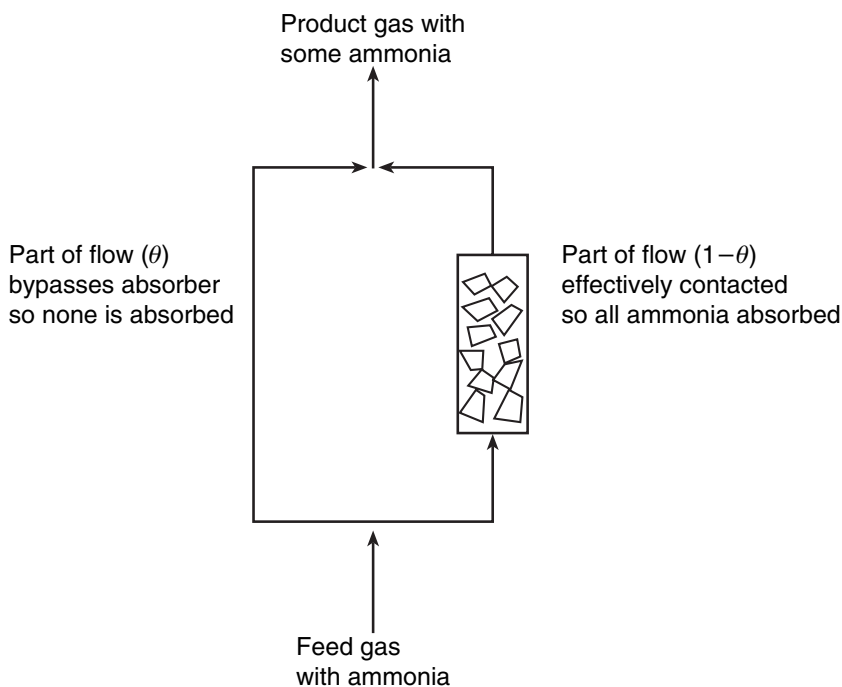 Product gas with
some ammonia
Part of flow (θ)
bypasses absorber
so none is absorbed
Part of flow (1−θ)
effectively contacted
so all ammonia absorbed
Feed gas
with ammonia